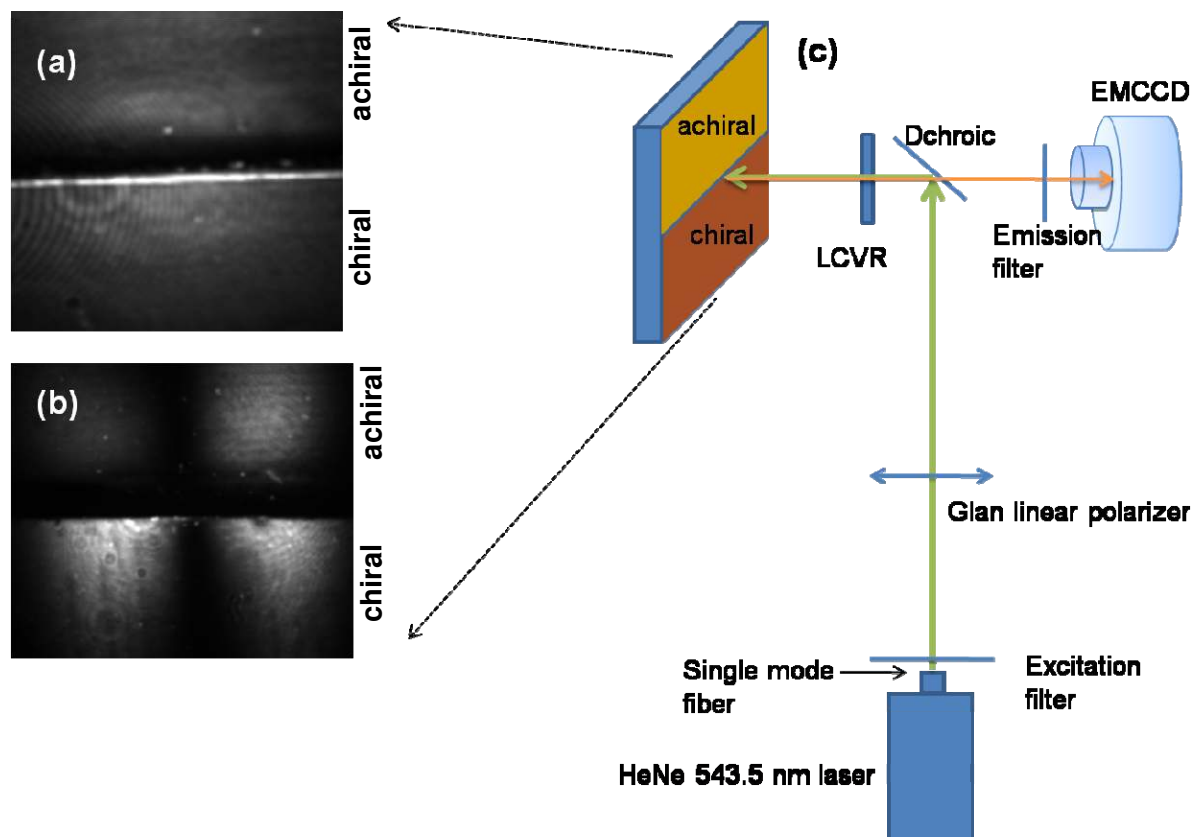 (a)
achiral
chiral
(b)
achiral
chiral
(c)
achiral
chiral
EMCCD
Dchroic
LCVR
Emission
filter
Glan linear polarizer
Single mode
fiber
Excitation
filter
HeNe 543.5 nm laser